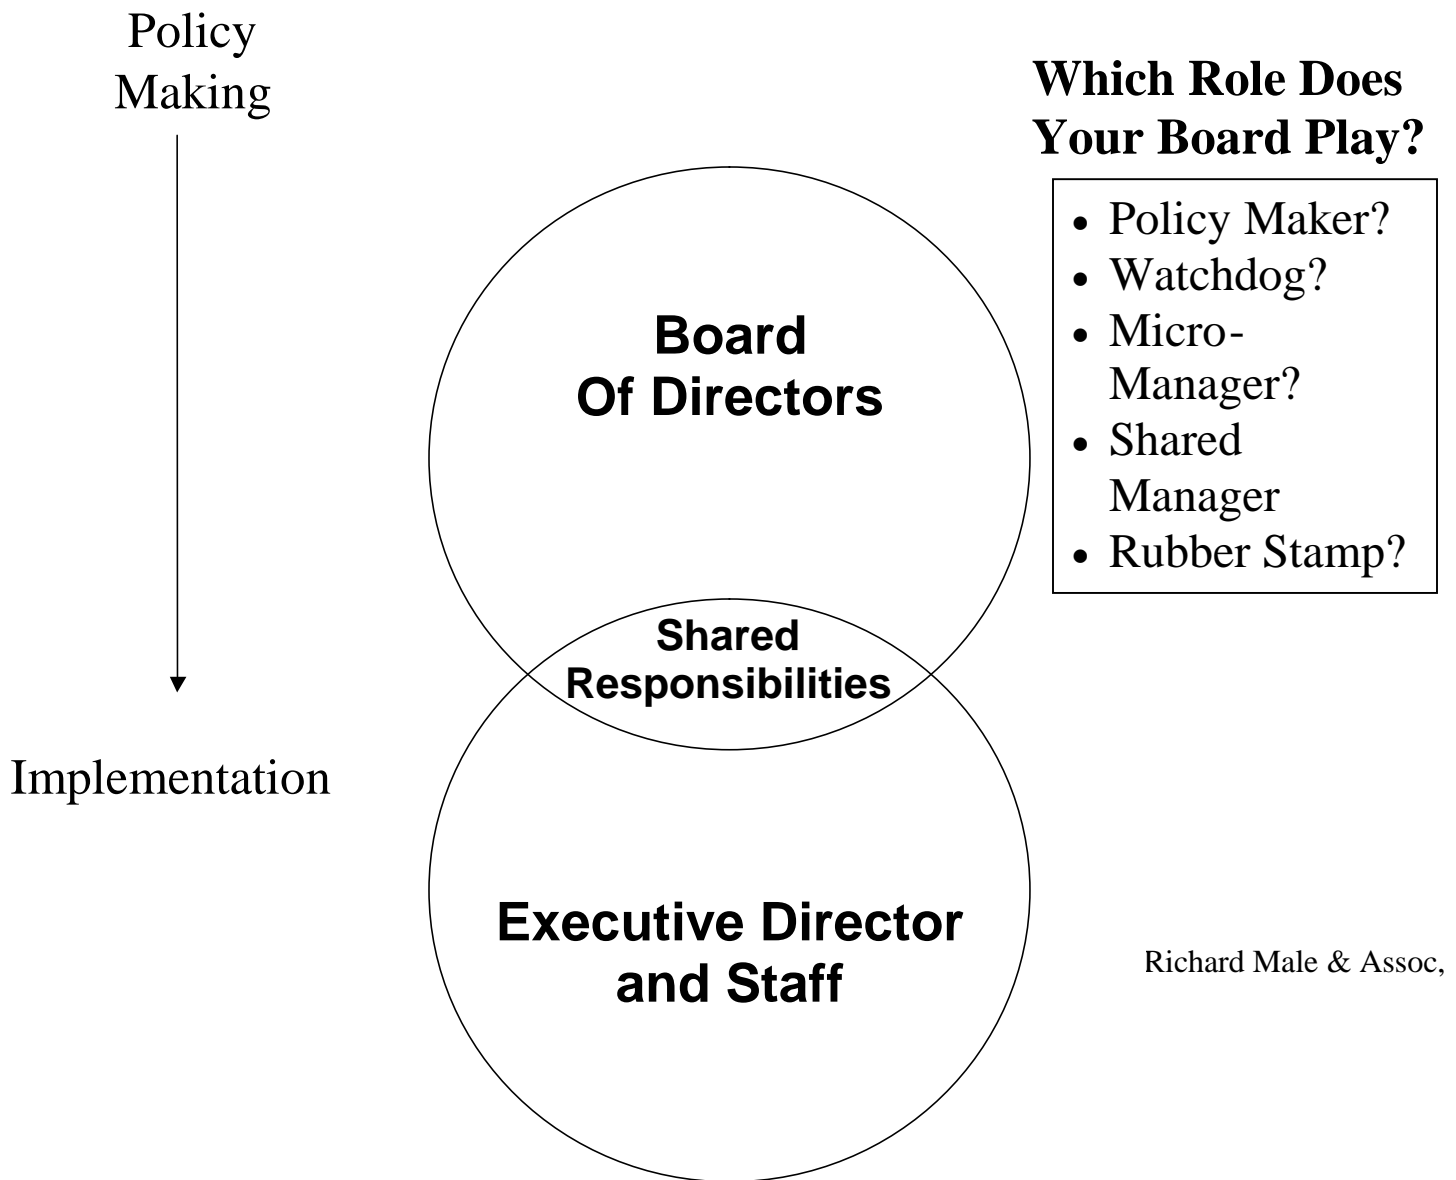 Policy
Making
Which Role Does
Your Board Play?
• Policy Maker?
• Watchdog?
• Micro-
Manager?
• Shared
Manager
• Rubber Stamp?
Board
Of Directors
Shared
Responsibilities
Implementation
Executive Director
and Staff
Richard Male & Assoc,